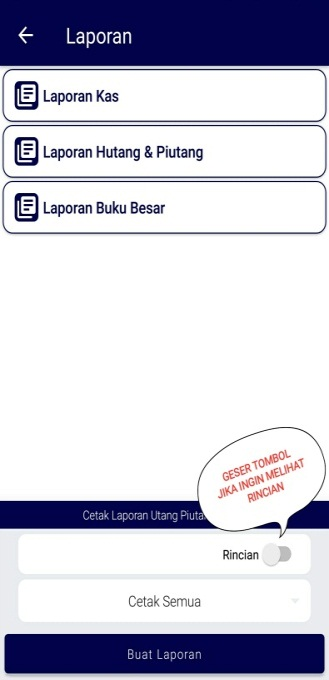 Laporan
Laporan Kas
Laporan Hutang & Piutang
Laporan Buku Besar
GESER TOMBOL
JIKA INGIN MELIHAT
RINCIAN
Cetak Laporan Utang
Rincian
Cetak Semua
Buat Laporan